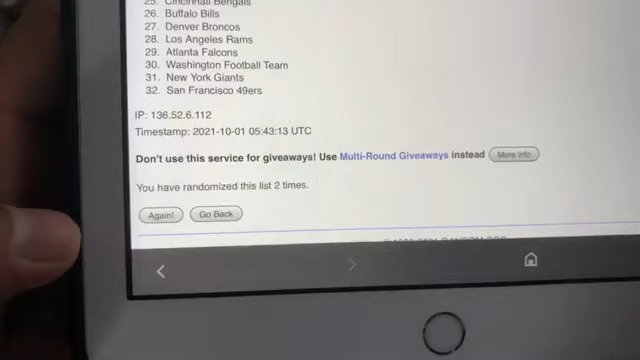 25. Cincinnati Bengals
26. Buffalo Bills
27. Denver Broncos
28. Los Angeles Rams
29. Atlanta Falcons
30. Washington Football Team
31. New York Giants
32. San Francisco 49ers
IP: 136.52.6.112
Timestamp: 2021-10-01 05:43:13 UTC
Don't use this service for giveaways! Use Multi-Round Giveaways instead More Info
You have randomized this list 2 times.
Again! Go Back